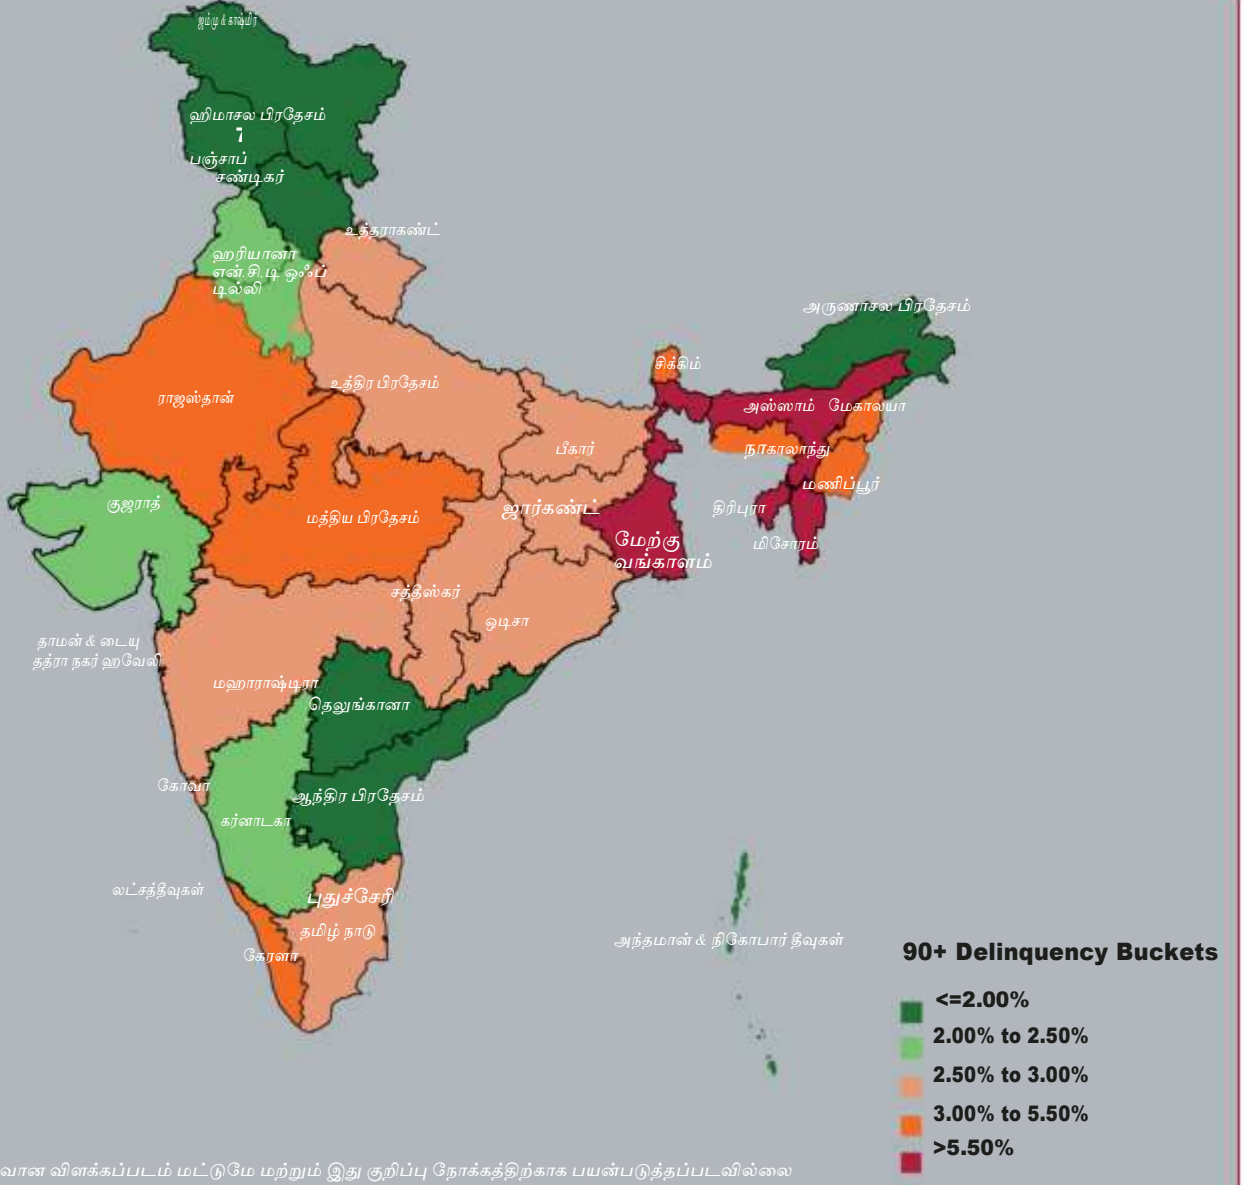 ஜம்மு & காஷ்மிர்
ஹிமாசல பிரதேசம்
7
பஞ்சாப்
சண்டிகர்
உத்தராகண்ட்
ஹரியானா
என்.சி.டி ஒஃப்
டில்லி
அருணாசல பிரதேசம்
சிக்கிம்
உத்திர பிரதேசம்
ராஜஸ்தான்
அஸ்ஸாம்
மேகாலயா
பீகார்
நாகாலாந்து
மணிப்பூர்
குஜராத்
ஜார்கண்ட்
திரிபுரா
மத்திய பிரதேசம்
மேற்கு
வங்காளம்
மிசோரம்
சத்தீஸ்கர்
ஒடிசா
தாமன் & டையு
தத்ரா நகர் ஹவேலி
மஹாராஷ்டிரா
தெலுங்கானா
கோவா
ஆந்திர பிரதேசம்
கர்னாடகா
லட்சத்தீவுகள்
புதுச்சேரி
தமிழ் நாடு
கேரளா
அந்தமான் & நிகோபார் தீவுகள்
90+ Delinquency Buckets
<=2.00%
2.00% to 2.50%
2.50% to 3.00%
3.00% to 5.50%
>5.50%
வான விளக்கப்படம் மட்டுமே மற்றும் இது குறிப்பு நோக்கத்திற்காக பயன்படுத்தப்படவில்லை